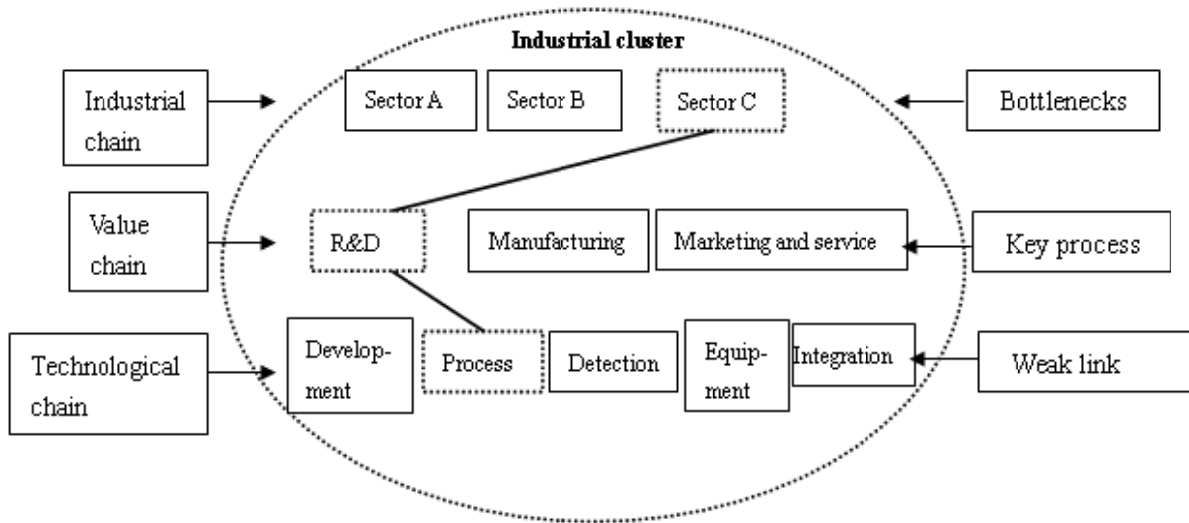 Industrial cluster
Industrial
chain
Sector A
Sector B
Sector C
Bottlenecks
Value
chain
R&D
Manufacturing
Marketing and service
Key process
Technological
chain
Develop-
ment
Process
Detection
Equip-
ment
Integration
Weak link